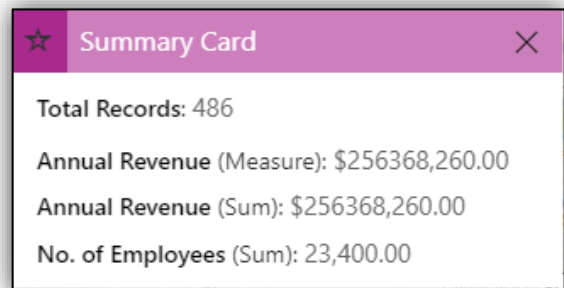 Summary Card
Total Records: 486
Annual Revenue (Measure): $256368,260.00
Annual Revenue (Sum): $256368,260.00
No. of Employees (Sum): 23,400.00